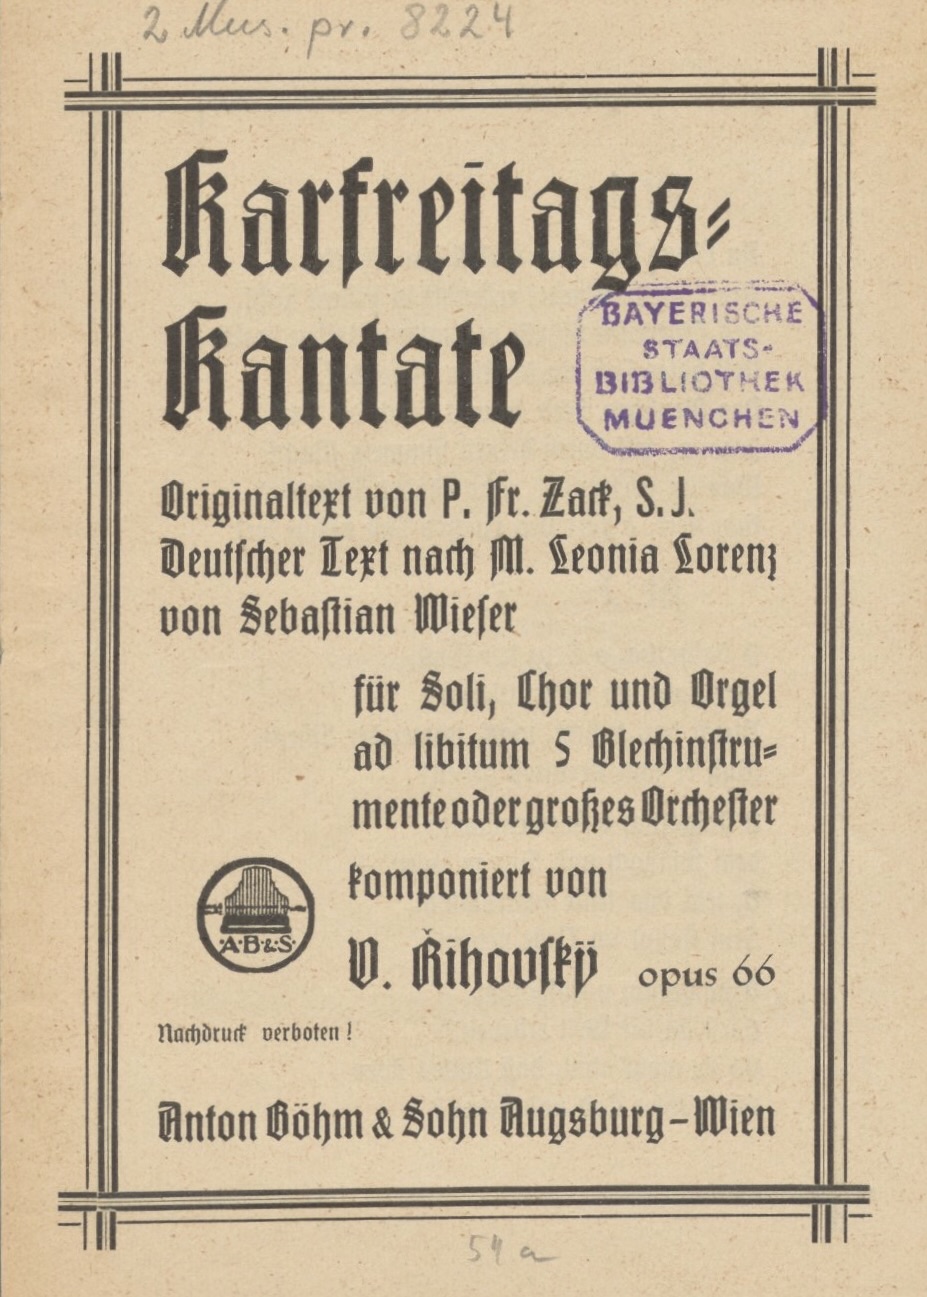 2 Mus. pr. 8224
Karfreitags-
Kantate
BAYERISCHE
STAATS-
BIBLIOTHEK
MUENCHEN
Originaltext von P. Fr. Zack, S. J.
Deutscher Text nach M. Leonia Lorenz
von Sebastian Wieser
für Soli, Chor und Orgel
ad libitum 5 Blechinstru-
mente oder großes Orchester
komponiert von
·A·B·&·S·
V. Řihovský opus 66
Nachdruck verboten!
Anton Böhm & Sohn Augsburg–Wien
54 a